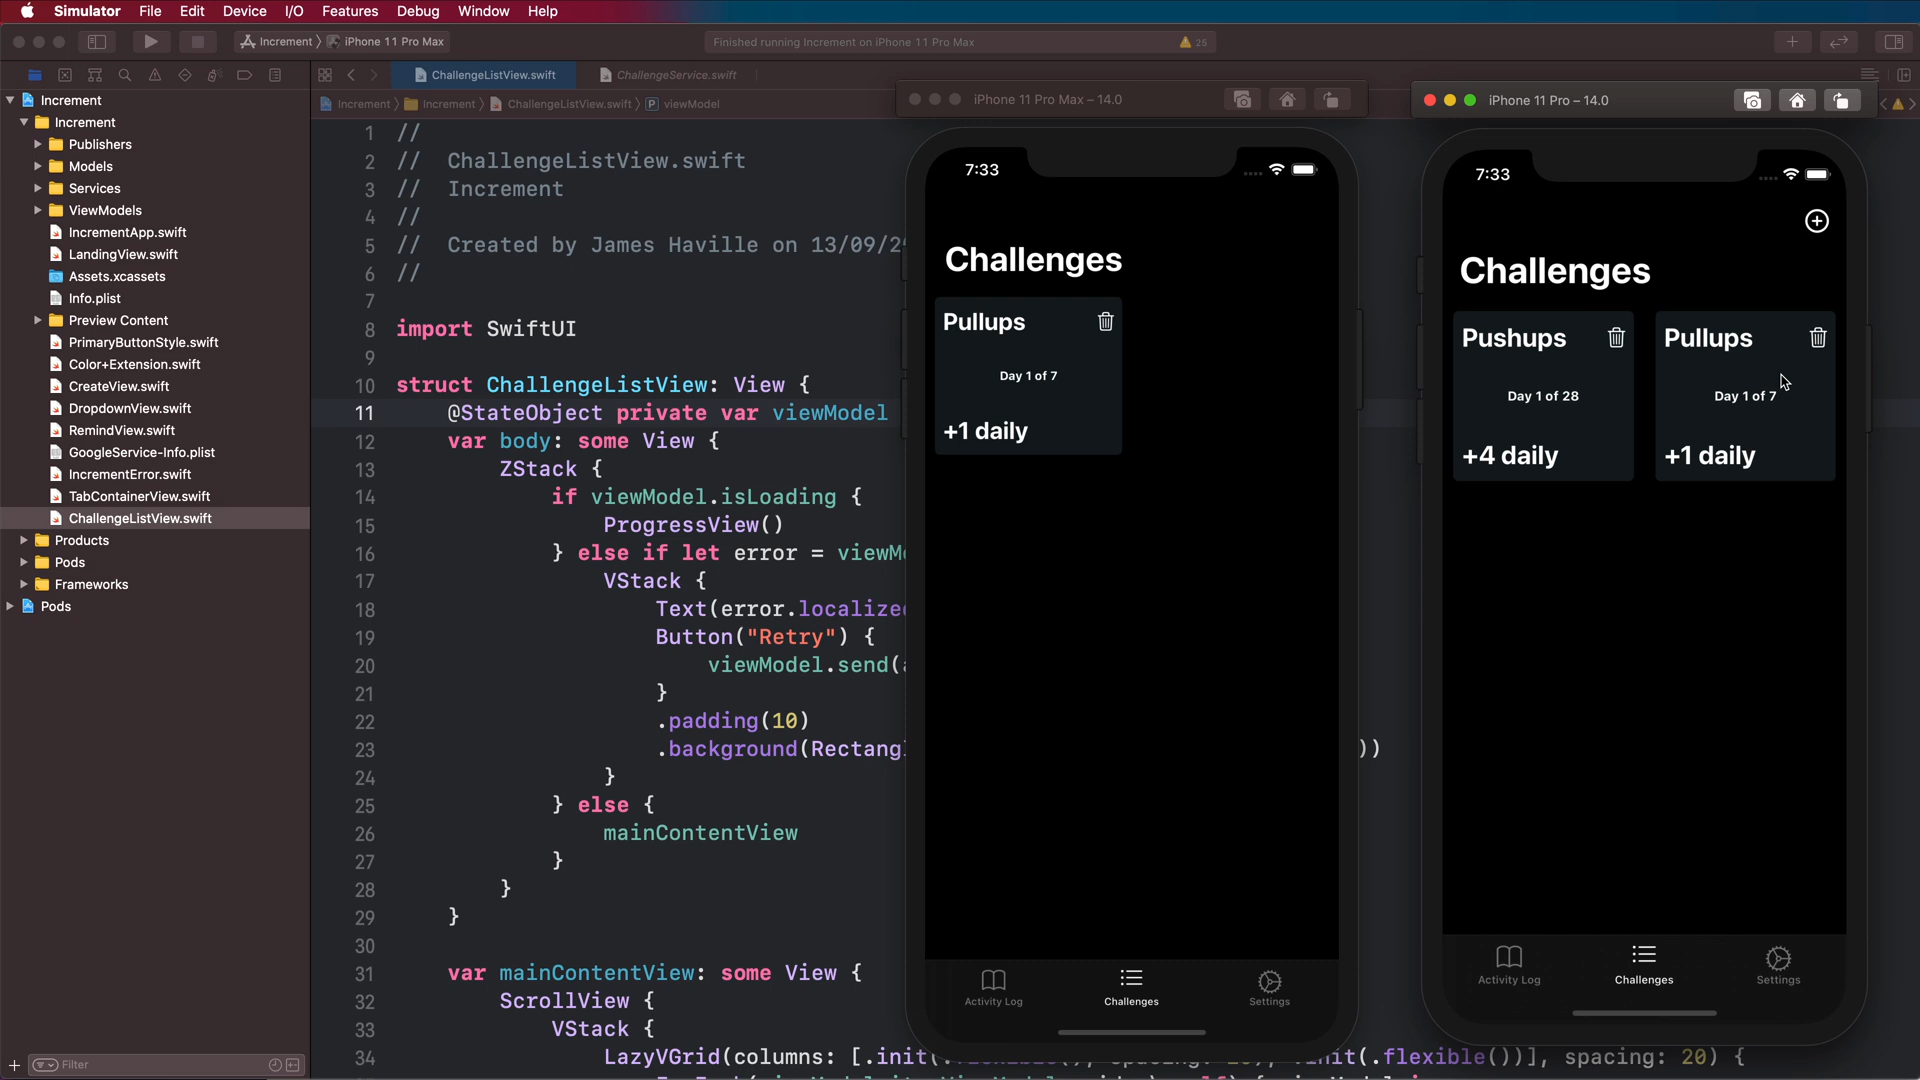 Simulator File Edit Device I/O Features Debug Window Help
Increment iPhone 11 Pro Max
Finished running Increment on iPhone 11 Pro Max
25
ChallengeListView.swift
ChallengeService.swift
Increment Increment ChallengeListView.swift P viewModel
Increment
Increment
Publishers
Models
Services
ViewModels
IncrementApp.swift
LandingView.swift
Assets.xcassets
Info.plist
Preview Content
PrimaryButtonStyle.swift
Color+Extension.swift
CreateView.swift
DropdownView.swift
RemindView.swift
GoogleService-Info.plist
IncrementError.swift
TabContainerView.swift
ChallengeListView.swift
Products
Pods
Frameworks
Pods
Filter
1 //
2 // ChallengeListView.swift
3 // Increment
4 //
5 // Created by James Haville on 13/09/2
6 //
7
8 import SwiftUI
9
10 struct ChallengeListView: View {
11 @StateObject private var viewModel
12 var body: some View {
13 ZStack {
14 if viewModel.isLoading {
15 ProgressView()
16 } else if let error = viewM
17 VStack {
18 Text(error.localized
19 Button("Retry") {
20 viewModel.send(a
21 }
22 .padding(10)
23 .background(Rectangl ))
24 }
25 } else {
26 mainContentView
27 }
28 }
29 }
30
31 var mainContentView: some View {
32 ScrollView {
33 VStack {
34 LazyVGrid(columns: [.init( init(.flexible())], spacing: 20) {
iPhone 11 Pro Max – 14.0
7:33
Challenges
Pullups
Day 1 of 7
+1 daily
Activity Log
Challenges
Settings
iPhone 11 Pro – 14.0
7:33
Challenges
Pushups
Day 1 of 28
+4 daily
Pullups
Day 1 of 7
+1 daily
Activity Log
Challenges
Settings